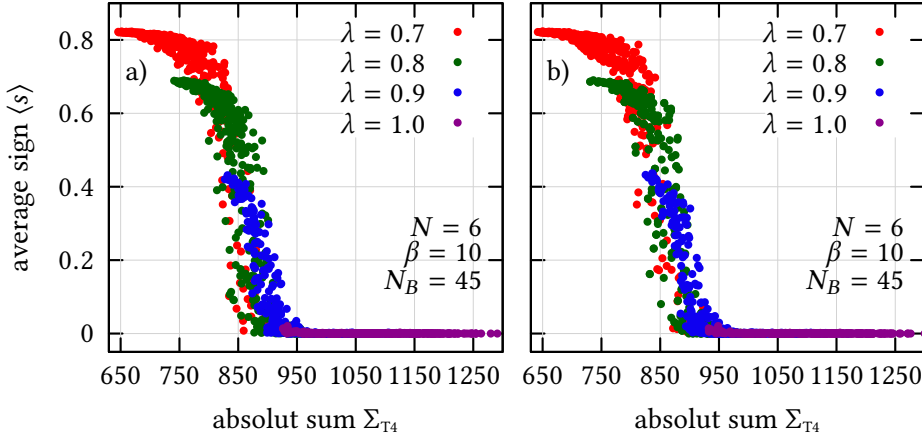 average sign ⟨s⟩
0.8
0.6
0.4
0.2
0
a)
λ = 0.7
λ = 0.8
λ = 0.9
λ = 1.0
N = 6
β = 10
N_B = 45
650 750 850 950 1050 1150 1250
absolut sum Σ_T4
b)
λ = 0.7
λ = 0.8
λ = 0.9
λ = 1.0
N = 6
β = 10
N_B = 45
650 750 850 950 1050 1150 1250
absolut sum Σ_T4